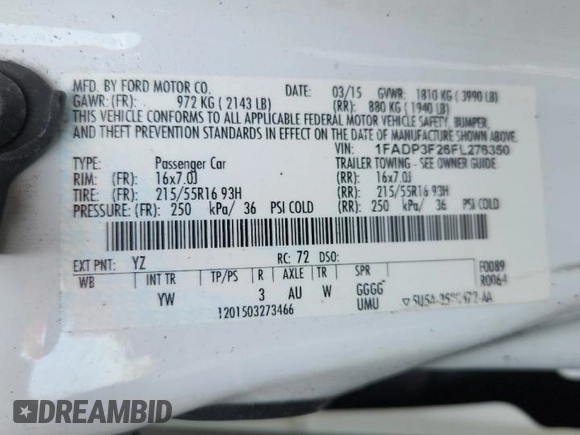 MFD. BY FORD MOTOR CO. DATE: 03/15 GVWR: 1810 KG ( 3990 LB)
GAWR: (FR): 972 KG ( 2143 LB) (RR): 880 KG ( 1940 LB)
THIS VEHICLE CONFORMS TO ALL APPLICABLE FEDERAL MOTOR VEHICLE SAFETY, BUMPER,
AND THEFT PREVENTION STANDARDS IN EFFECT ON THE DATE OF MANUFACTURE SHOWN ABOVE.
VIN: 1FADP3F26FL276350
TYPE: Passenger Car TRAILER TOWING-SEE OWNER GUIDE
RIM: (FR): 16x7.0J (RR): 16x7.0J
TIRE: (FR): 215/55R16 93H (RR): 215/55R16 93H
PRESSURE: (FR): 250 kPa/ 36 PSI COLD (RR): 250 kPa/ 36 PSI COLD
EXT PNT: YZ RC: 72 DSO: F0089
WB INT TR TP/PS R AXLE TR SPR R0064
YW 3 AU W GGGG
UMU
1201503273466
DREAMBID